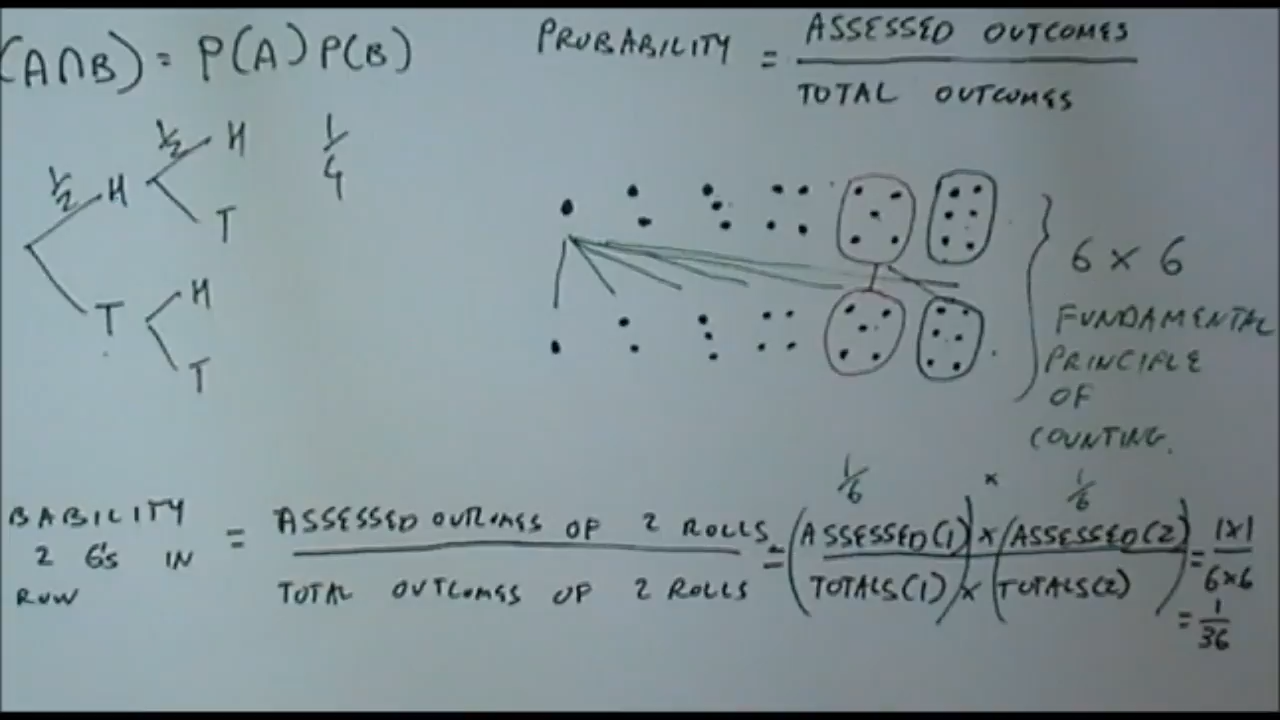 (A∩B) = P(A) P(B)
PRUBABILITY = ASSESSED OUTCOMES
TOTAL OUTCOMES
1/2 H 1/2 H 1/4
T
T H
T
6 × 6
FUNDAMENTAL
PRINCIPLE
OF
COUNTING.
1/6 × 1/6
BABILITY
2 6's IN
ROW
= ASSESSED OUTCOMES OF 2 ROLLS
TOTAL OUTCOMES OF 2 ROLLS
= (ASSESSED(1)) × (ASSESSED(2)) = 1×1
(TOTALS(1)) × (TOTALS(2)) 6×6
= 1/36